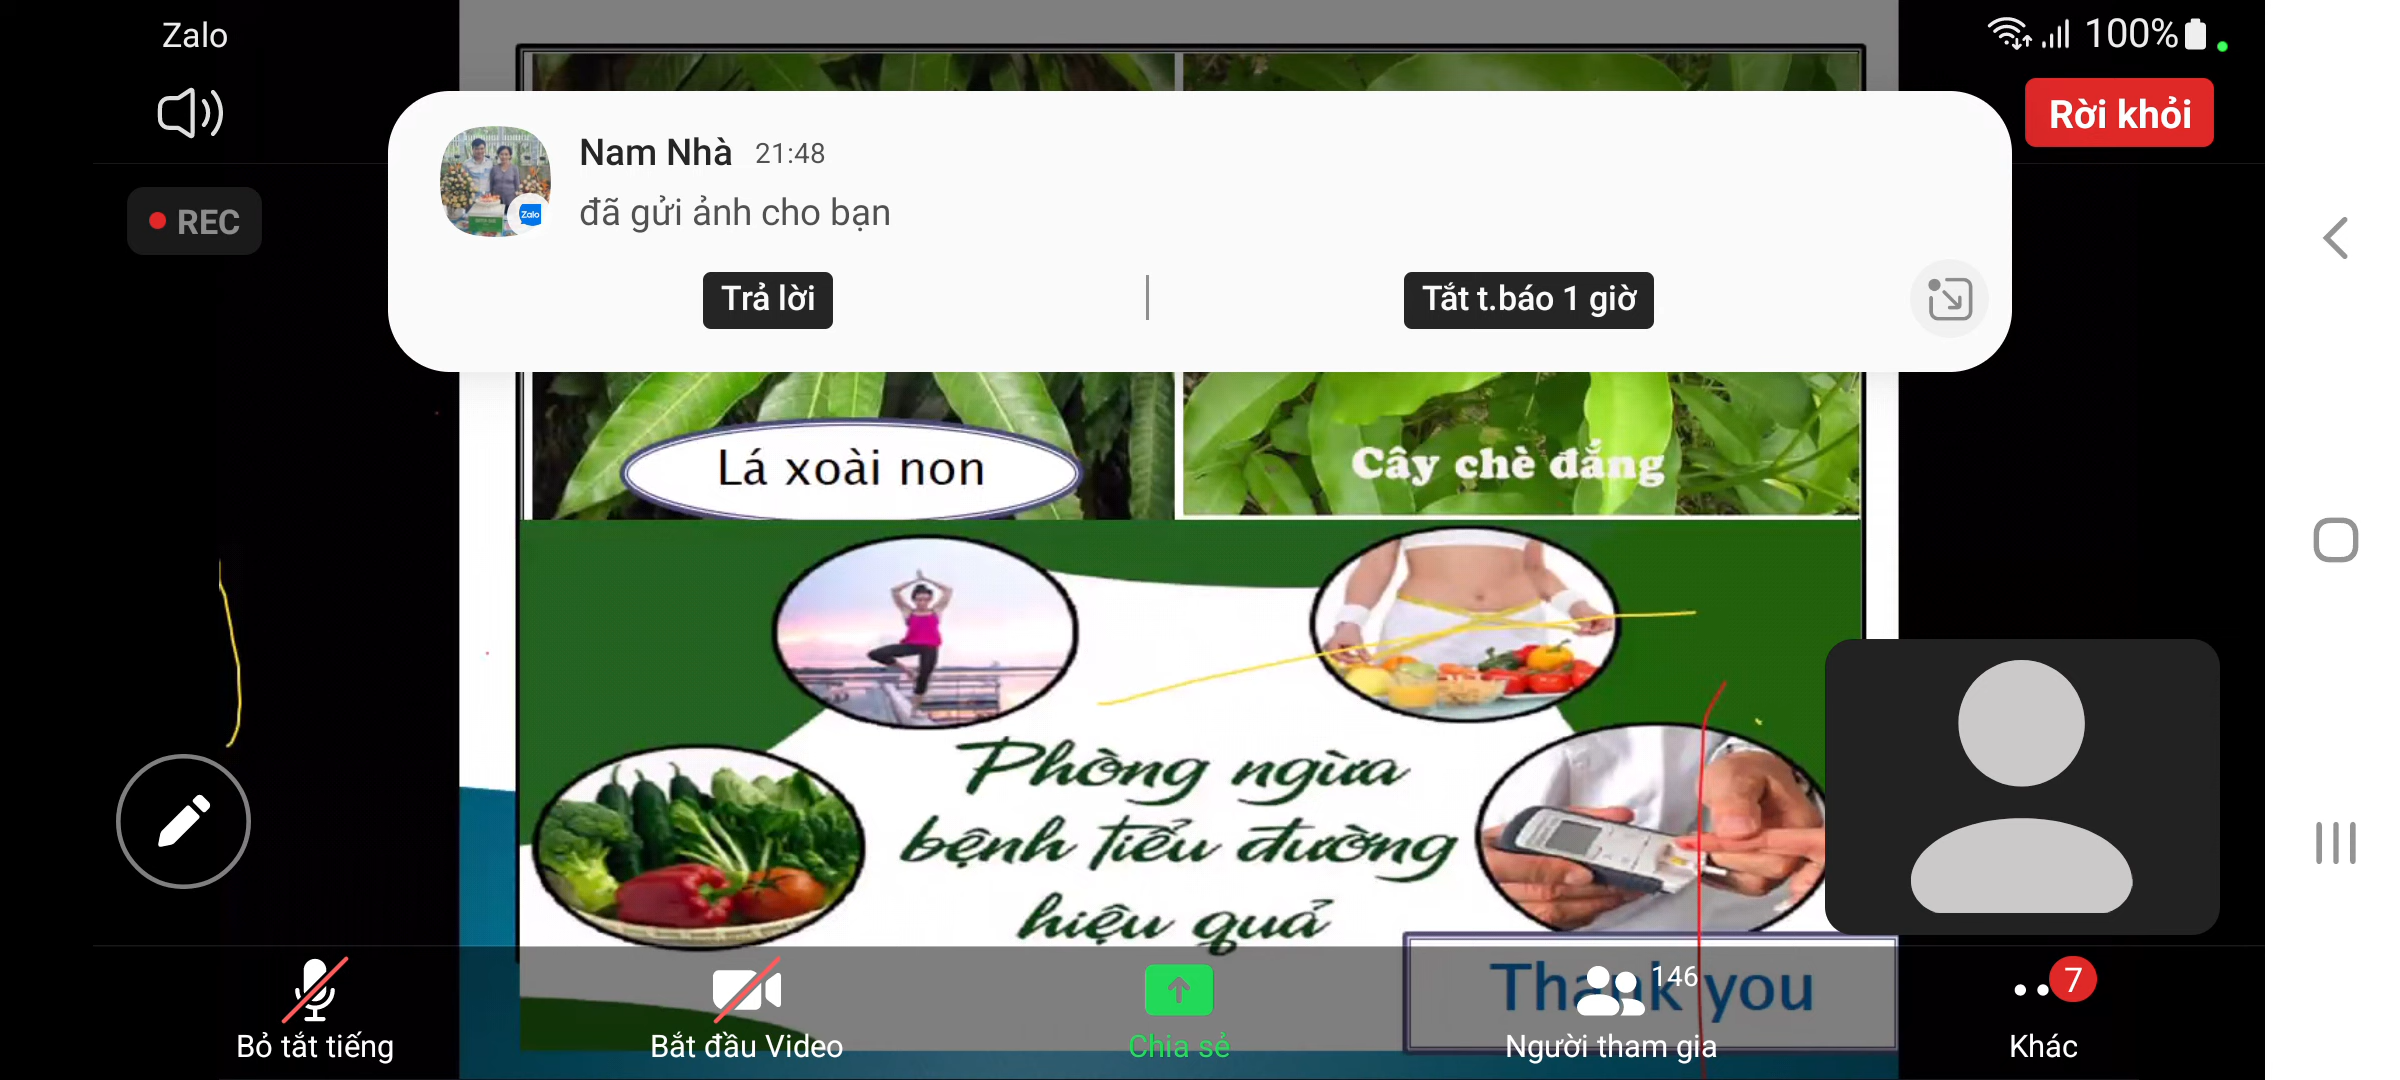 Zalo
100%
Rời khỏi
REC
Nam Nhà 21:48
Zalo
đã gửi ảnh cho bạn
Trả lời
Tắt t.báo 1 giờ
Lá xoài non
Cây chè đắng
Phòng ngừa
bệnh tiểu đường
hiệu quả
Thank you
146
7
Bỏ tắt tiếng
Bắt đầu Video
Chia sẻ
Người tham gia
Khác